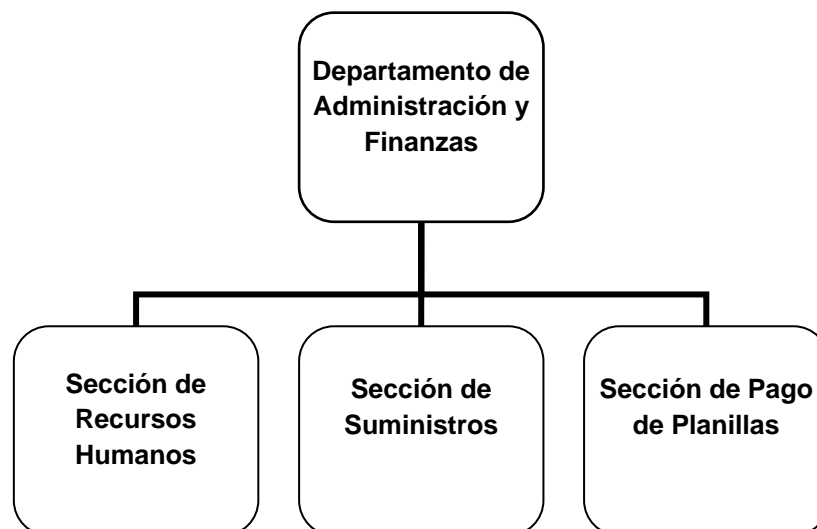 Departamento de
Administración y
Finanzas
Sección de
Recursos
Humanos
Sección de
Suministros
Sección de Pago
de Planillas